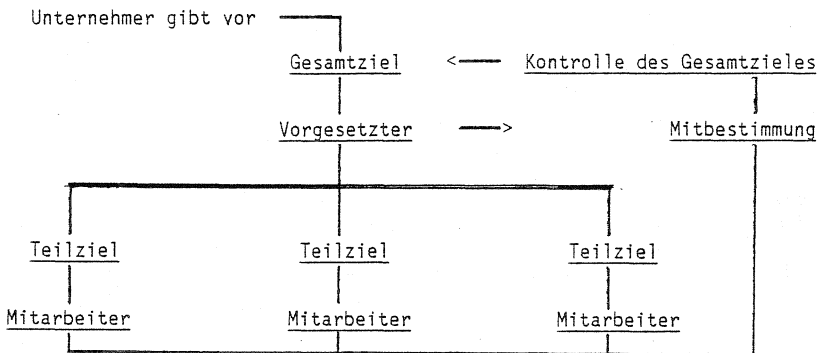 Unternehmer gibt vor
Gesamtziel <— Kontrolle des Gesamtzieles
Vorgesetzter —> Mitbestimmung
Teilziel Teilziel Teilziel
Mitarbeiter Mitarbeiter Mitarbeiter